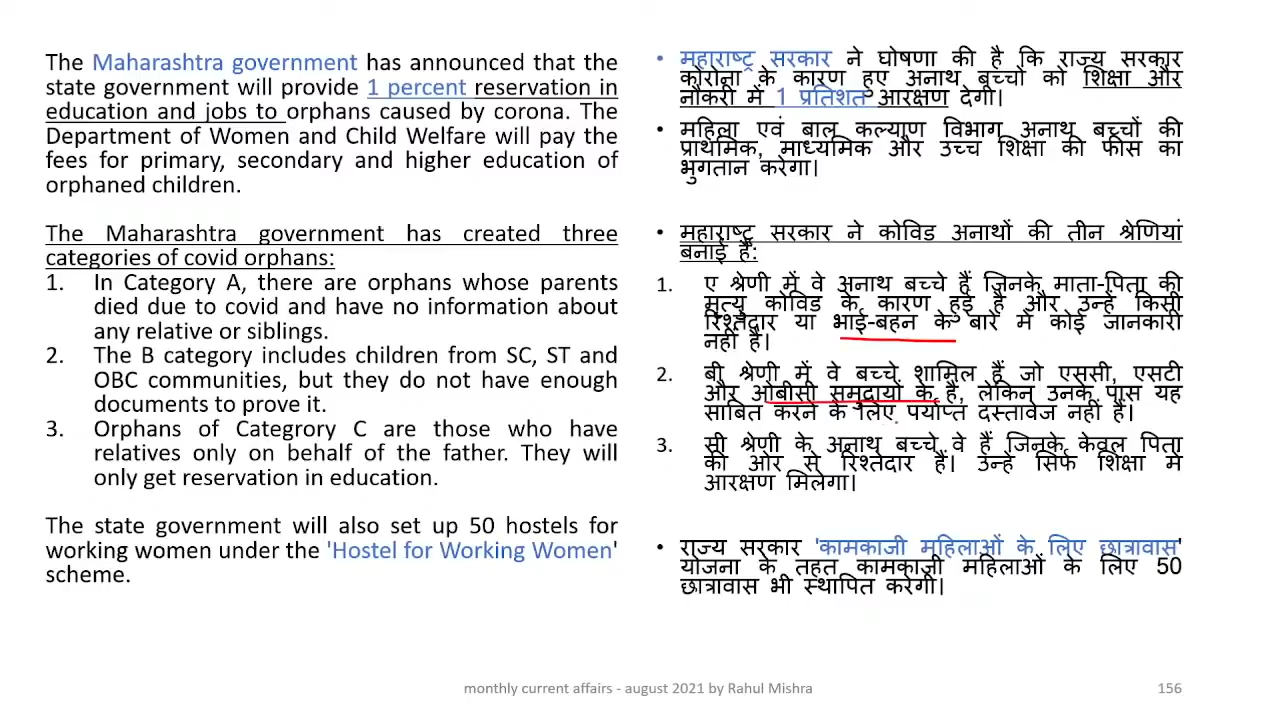 The Maharashtra government has announced that the
state government will provide 1 percent reservation in
education and jobs to orphans caused by corona. The
Department of Women and Child Welfare will pay the
fees for primary, secondary and higher education of
orphaned children.
The Maharashtra government has created three
categories of covid orphans:
1. In Category A, there are orphans whose parents
died due to covid and have no information about
any relative or siblings.
2. The B category includes children from SC, ST and
OBC communities, but they do not have enough
documents to prove it.
3. Orphans of Categrory C are those who have
relatives only on behalf of the father. They will
only get reservation in education.
The state government will also set up 50 hostels for
working women under the 'Hostel for Working Women'
scheme.
• महाराष्ट्र सरकार ने घोषणा की है कि राज्य सरकार
कोरोना के कारण हुए अनाथ बच्चों को शिक्षा और
नौकरी में 1 प्रतिशत आरक्षण देगी।
• महिला एवं बाल कल्याण विभाग अनाथ बच्चों की
प्राथमिक, माध्यमिक और उच्च शिक्षा की फीस का
भुगतान करेगा।
• महाराष्ट्र सरकार ने कोविड अनाथों की तीन श्रेणियां
बनाई हैं:
1. ए श्रेणी में वे अनाथ बच्चे हैं जिनके माता-पिता की
मृत्यु कोविड के कारण हुई है और उन्हें किसी
रिश्तेदार या भाई-बहन के बारे में कोई जानकारी
नहीं है।
2. बी श्रेणी में वे बच्चे शामिल हैं जो एससी, एसटी
और ओबीसी समुदायों के हैं, लेकिन उनके पास यह
साबित करने के लिए पर्याप्त दस्तावेज नहीं हैं।
3. सी श्रेणी के अनाथ बच्चे वे हैं जिनके केवल पिता
की ओर से रिश्तेदार हैं। उन्हें सिर्फ शिक्षा में
आरक्षण मिलेगा।
• राज्य सरकार 'कामकाजी महिलाओं के लिए छात्रावास'
योजना के तहत कामकाजी महिलाओं के लिए 50
छात्रावास भी स्थापित करेगी।
monthly current affairs - august 2021 by Rahul Mishra
156